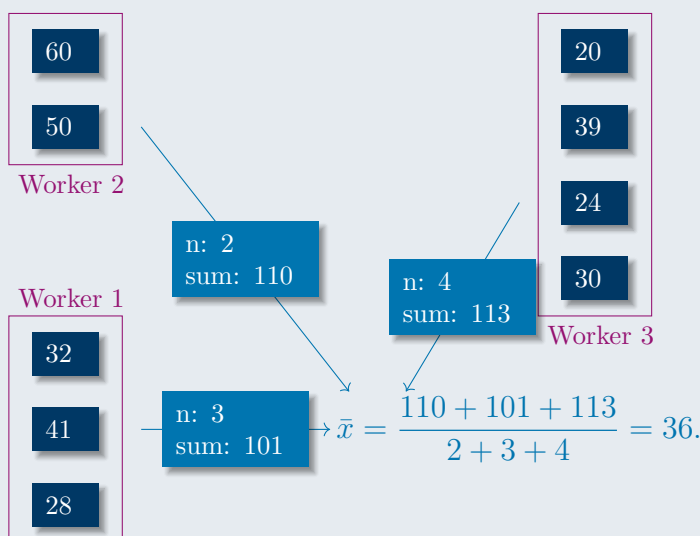 60
50
Worker 2
20
39
24
30
Worker 3
n: 2
sum: 110
n: 4
sum: 113
Worker 1
32
41
28
n: 3
sum: 101
x̄ = (110 + 101 + 113) / (2 + 3 + 4) = 36.